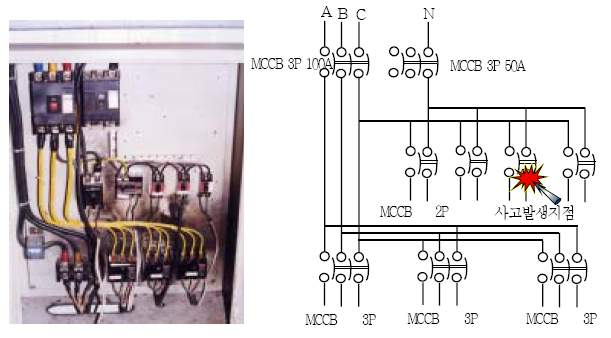 A B C N
MCCB 3P 100A
MCCB 3P 50A
MCCB 2P
사고발생지점
MCCB 3P
MCCB 3P
MCCB 3P